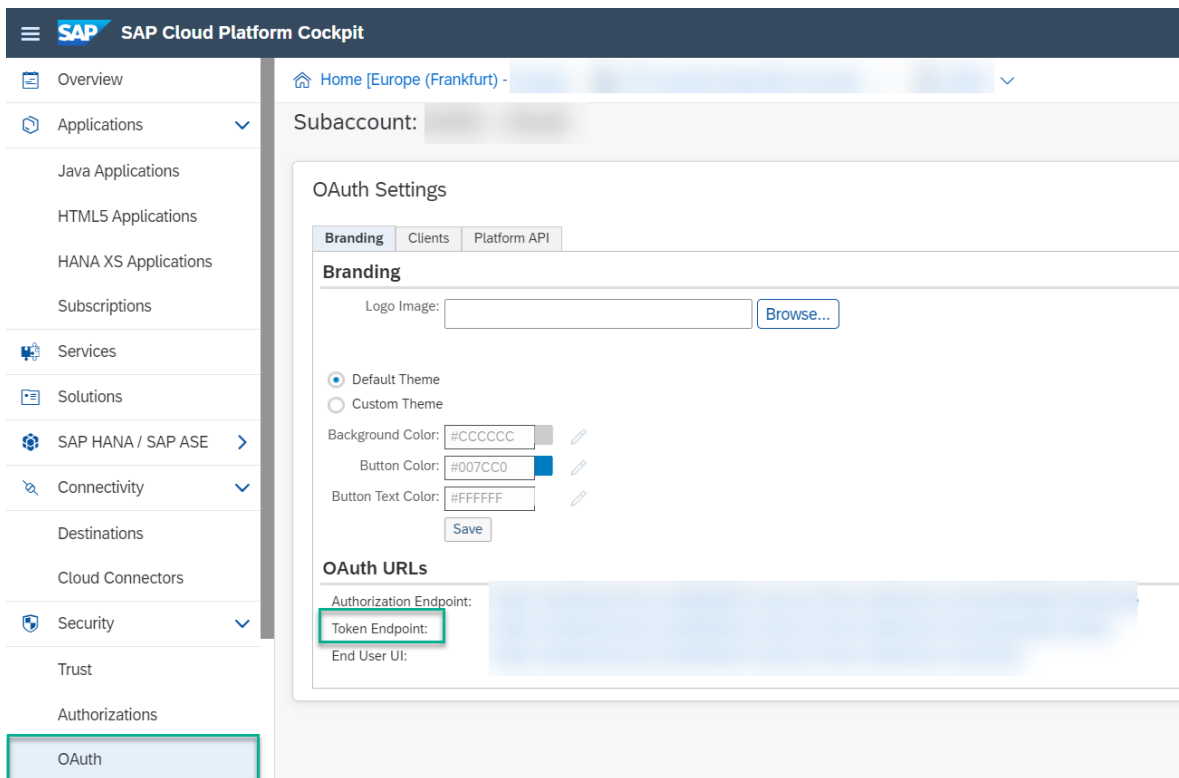 SAP SAP Cloud Platform Cockpit
Overview
Applications
Java Applications
HTML5 Applications
HANA XS Applications
Subscriptions
Services
Solutions
SAP HANA / SAP ASE
Connectivity
Destinations
Cloud Connectors
Security
Trust
Authorizations
OAuth
Home [Europe (Frankfurt) -
Subaccount:
OAuth Settings
Branding Clients Platform API
Branding
Logo Image: Browse...
Default Theme
Custom Theme
Background Color: #CCCCCC
Button Color: #007CC0
Button Text Color: #FFFFFF
Save
OAuth URLs
Authorization Endpoint:
Token Endpoint:
End User UI: